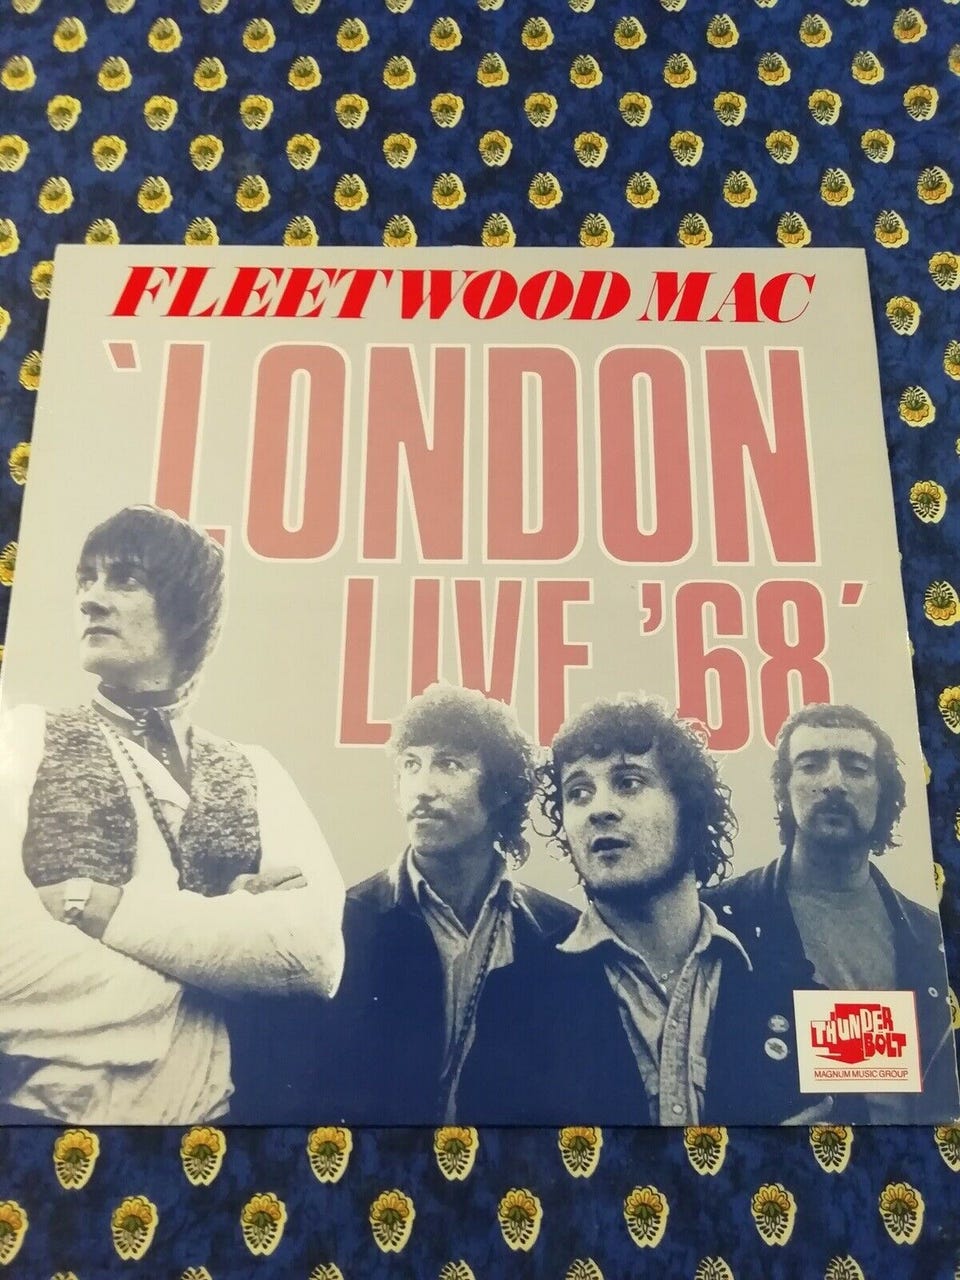 FLEETWOOD MAC
'LONDON
LIVE '68'
THUNDER
BOLT
MAGNUM MUSIC GROUP